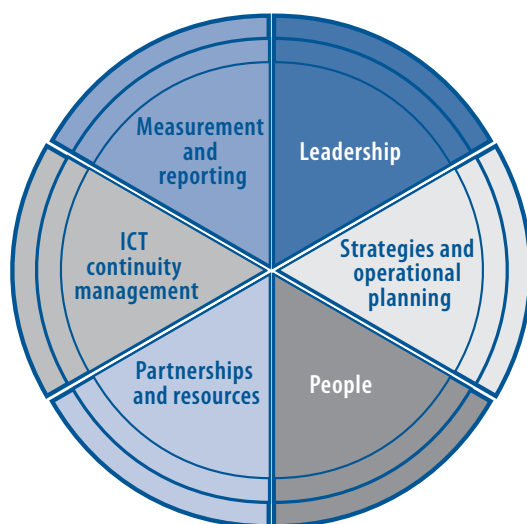 Measurement
and
reporting
Leadership
ICT
continuity
management
Strategies and
operational
planning
Partnerships
and resources
People